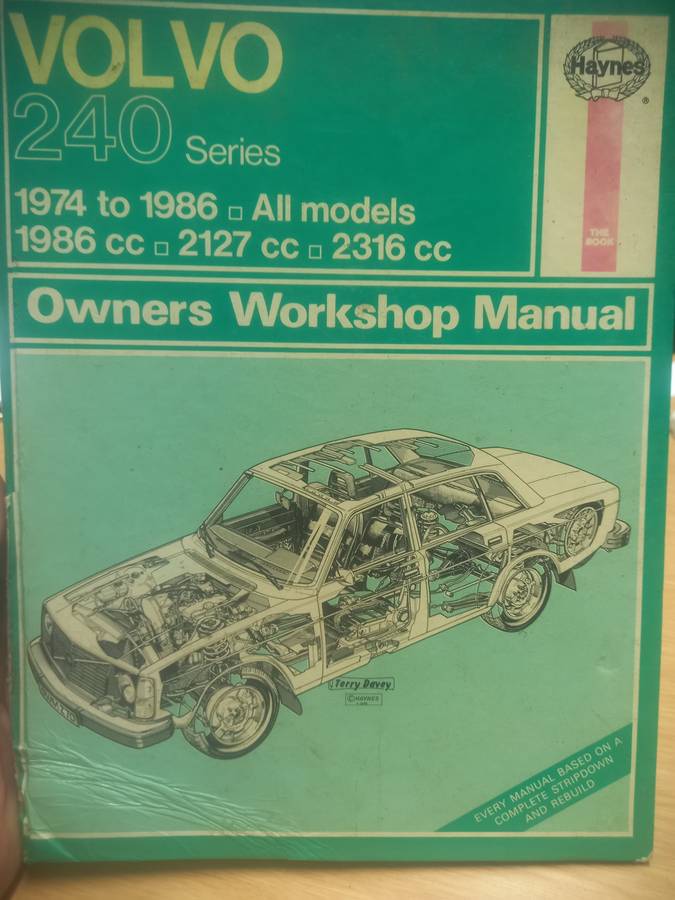 VOLVO
240 Series
1974 to 1986 □ All models
1986 cc □ 2127 cc □ 2316 cc
Haynes
®
THE
BOOK
Owners Workshop Manual
Terry Davey
© HAYNES
EVERY MANUAL BASED ON A
COMPLETE STRIPDOWN
AND REBUILD